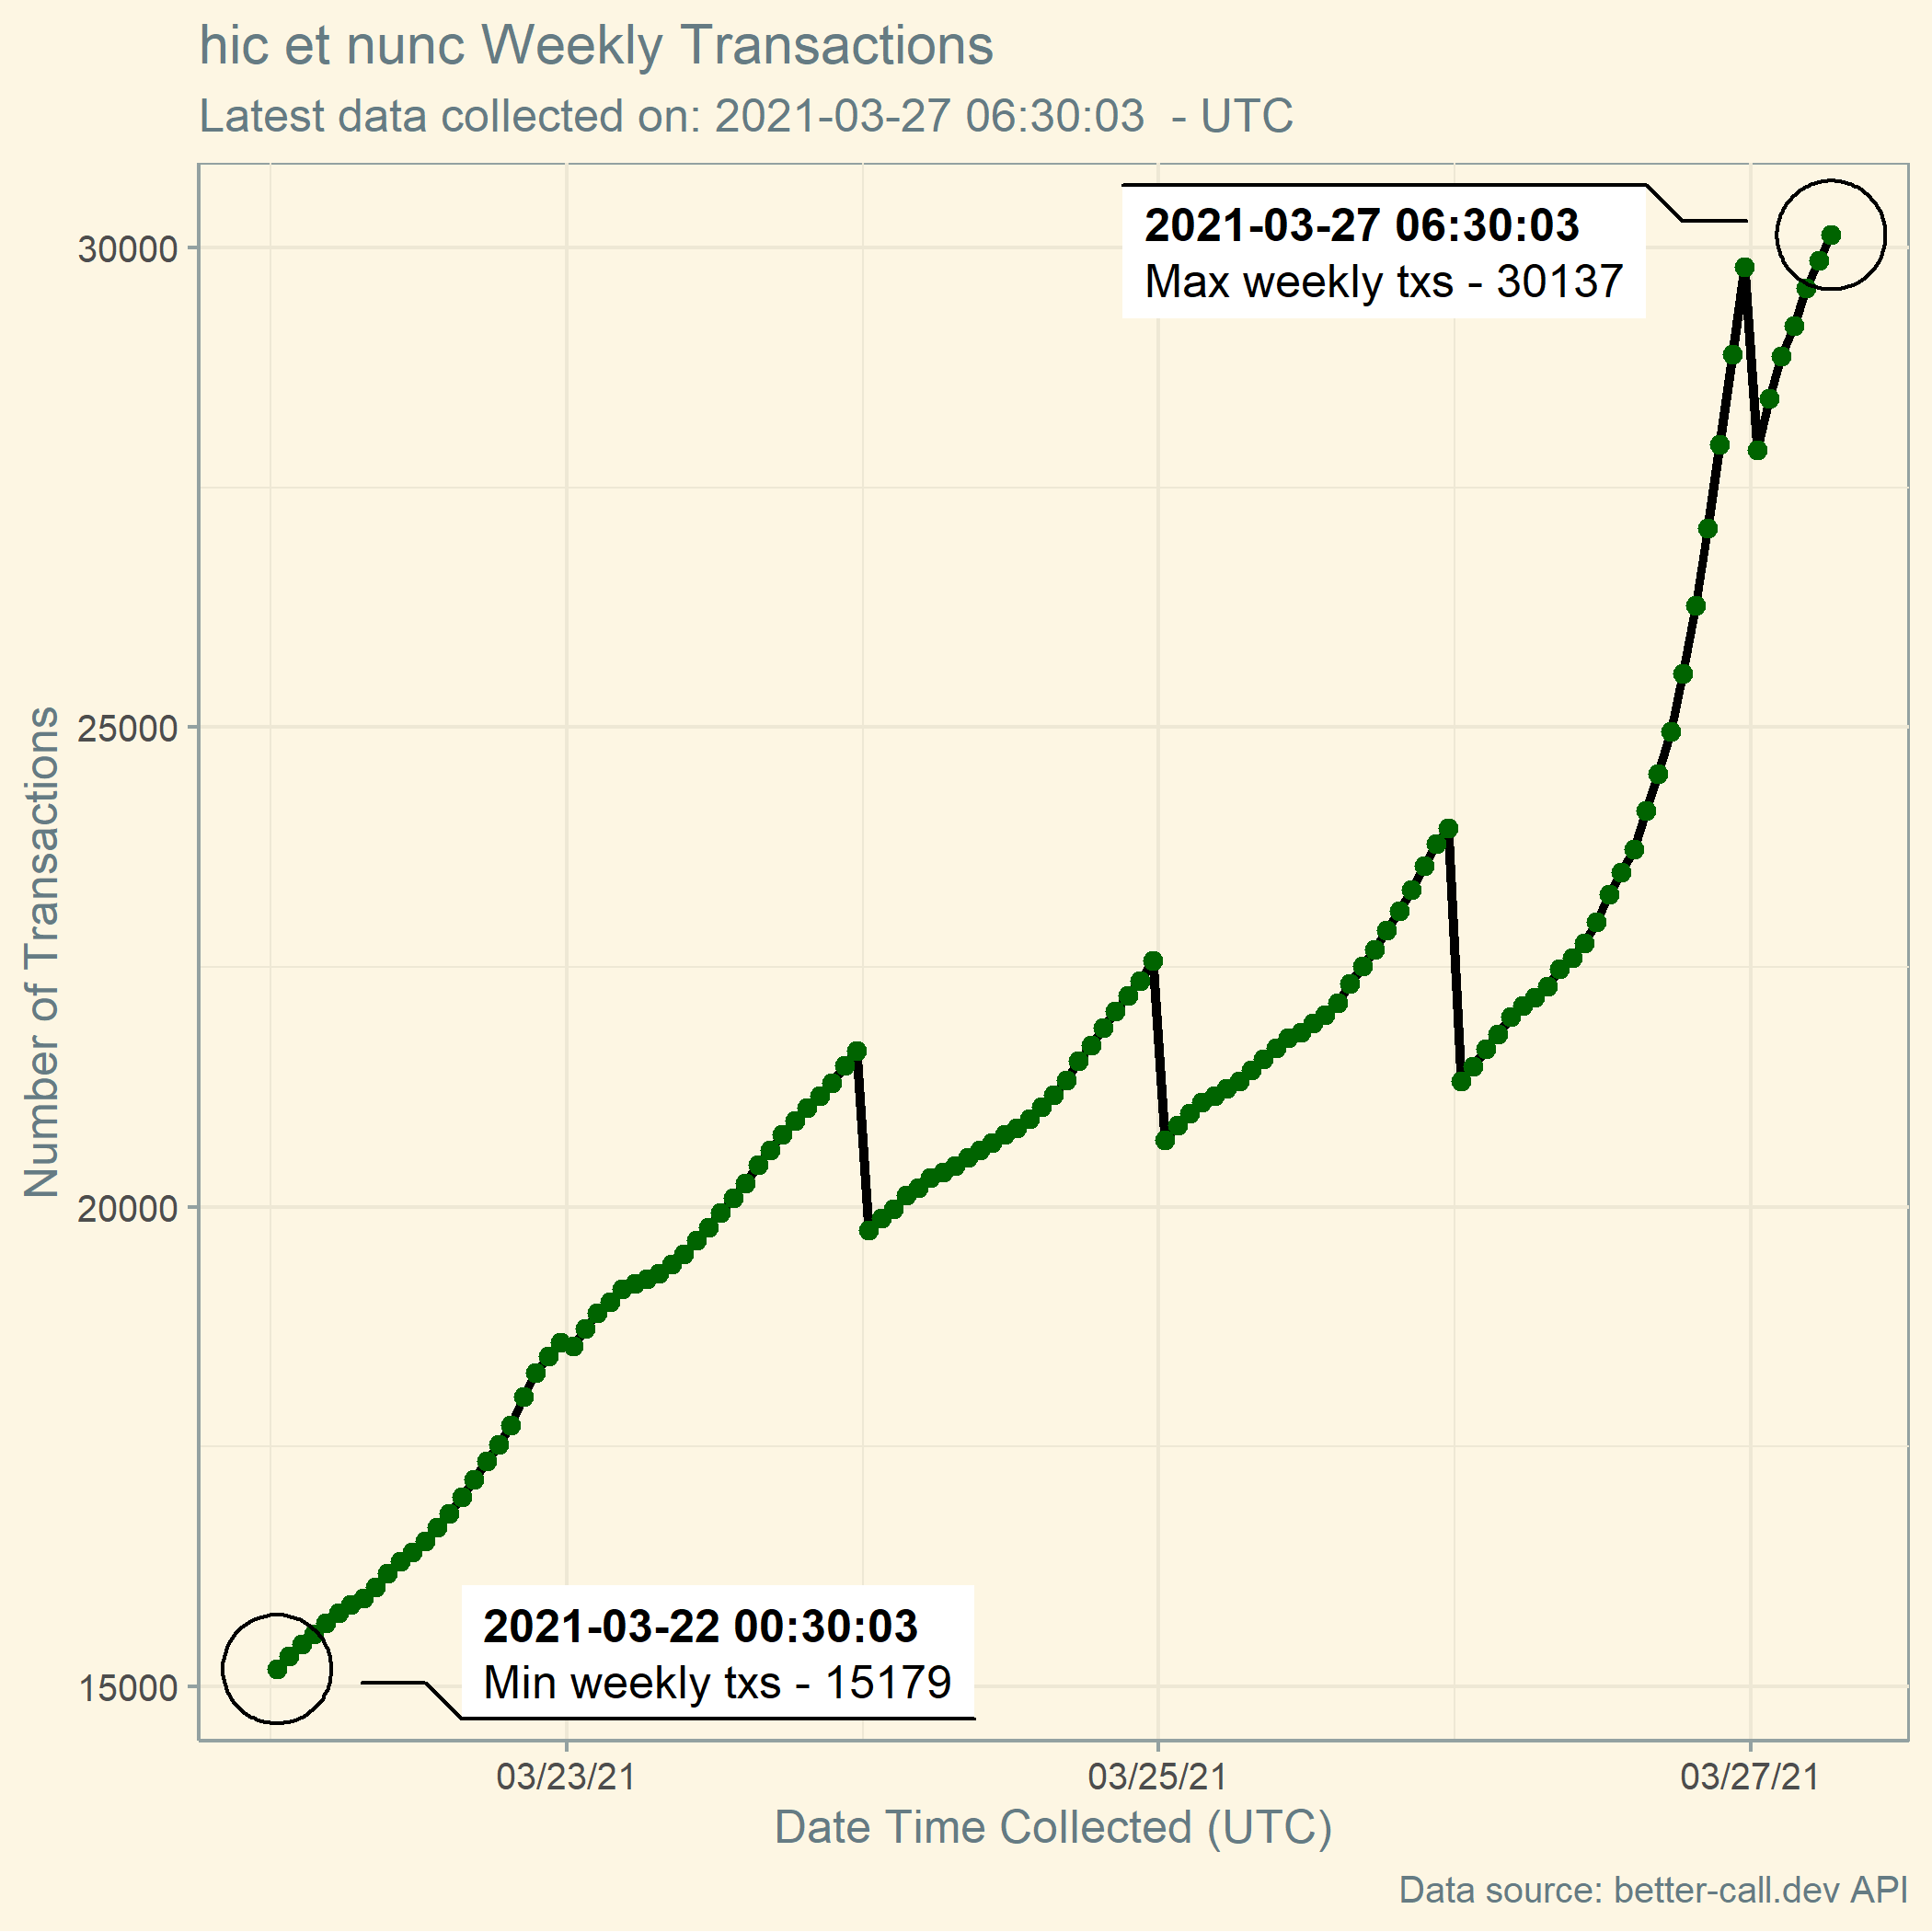 hic et nunc Weekly Transactions
Latest data collected on: 2021-03-27 06:30:03  - UTC
2021-03-27 06:30:03
Max weekly txs - 30137
30000
25000
20000
15000
Number of Transactions
2021-03-22 00:30:03
Min weekly txs - 15179
03/23/21
03/25/21
03/27/21
Date Time Collected (UTC)
Data source: better-call.dev API